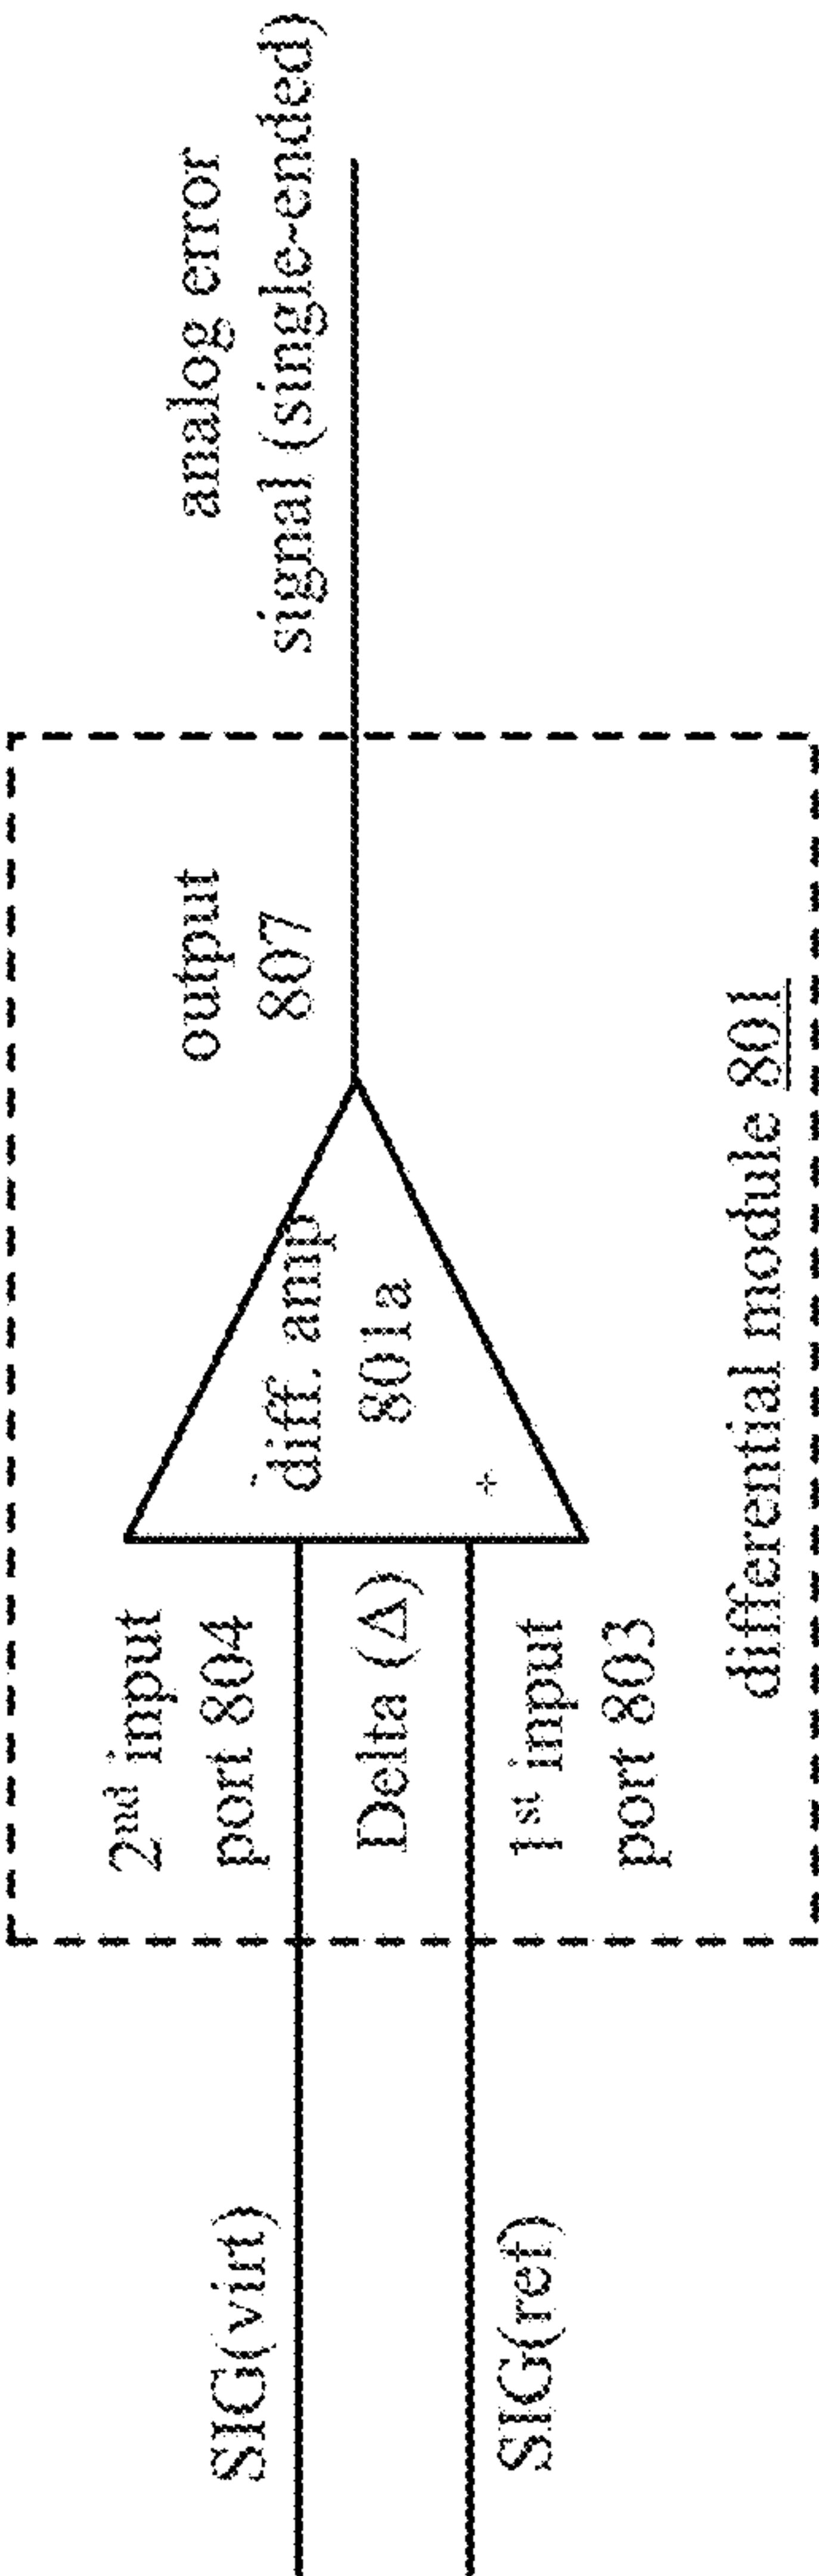 SIG(virt)
SIG(ref)
2nd input
port 804
Delta (Δ)
1st input
port 803
- 
diff. amp
801a
+
output
807
differential module 801
analog error
signal (single-ended)